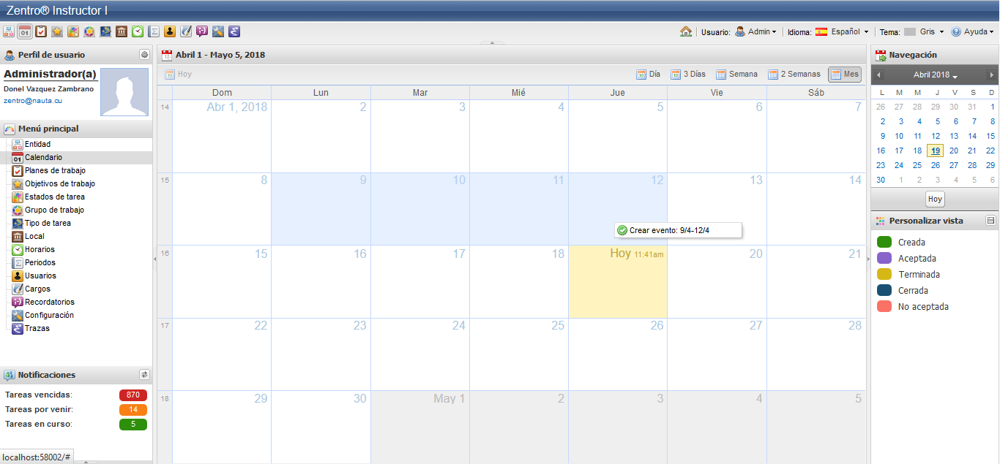 Zentro® Instructor I
Usuario: Admin
Idioma: Español
Tema: Gris
Ayuda
Perfil de usuario
Administrador(a)
Donel Vazquez Zambrano
zentro@nauta.cu
Menú principal
Entidad
Calendario
Planes de trabajo
Objetivos de trabajo
Estados de tarea
Grupo de trabajo
Tipo de tarea
Local
Horarios
Periodos
Usuarios
Cargos
Recordatorios
Configuración
Trazas
Notificaciones
Tareas vencidas: 870
Tareas por venir: 14
Tareas en curso: 5
localhost:58002/#
Abril 1 - Mayo 5, 2018
Hoy Día 3 Días Semana 2 Semanas Mes
Dom Lun Mar Mié Jue Vie Sáb
14 Abr 1, 2018 2 3 4 5 6 7
15 8 9 10 11 12 13 14
Crear evento: 9/4-12/4
16 15 16 17 18 Hoy 11:41am 20 21
17 22 23 24 25 26 27 28
18 29 30 May 1 2 3 4 5
Navegación
Abril 2018
L M M J V S D
26 27 28 29 30 31 1
2 3 4 5 6 7 8
9 10 11 12 13 14 15
16 17 18 19 20 21 22
23 24 25 26 27 28 29
30 1 2 3 4 5 6
Hoy
Personalizar vista
Creada
Aceptada
Terminada
Cerrada
No aceptada